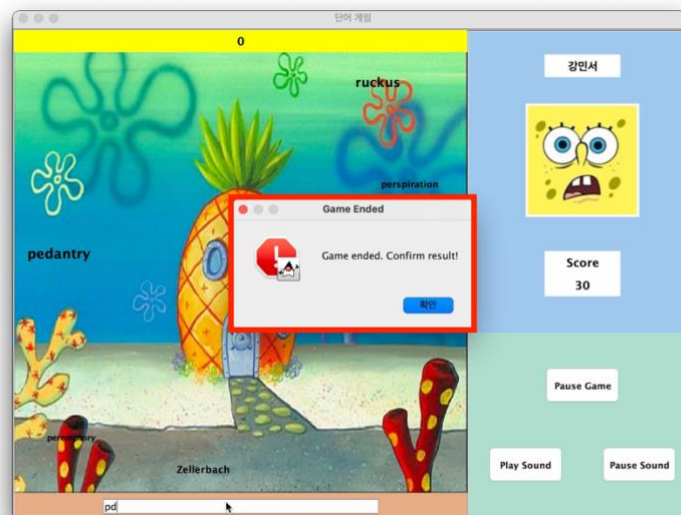 단어 게임
0
강민서
ruckus
perspiration
Game Ended
pedantry
Game ended. Confirm result!
확인
Score
30
Pause Game
Zellerbach
Play Sound
Pause Sound
pd